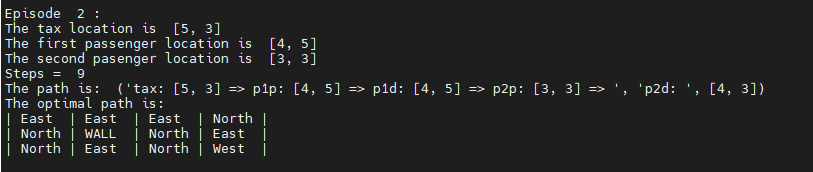 Episode  2 :
The tax location is  [5, 3]
The first passenger location is  [4, 5]
The second pasenger location is  [3, 3]
Steps =  9
The path is:  ('tax: [5, 3] => p1p: [4, 5] => p1d: [4, 5] => p2p: [3, 3] => ', 'p2d: ', [4, 3])
The optimal path is:
| East  | East  | East  | North |
| North | WALL  | North | East  |
| North | East  | North | West  |